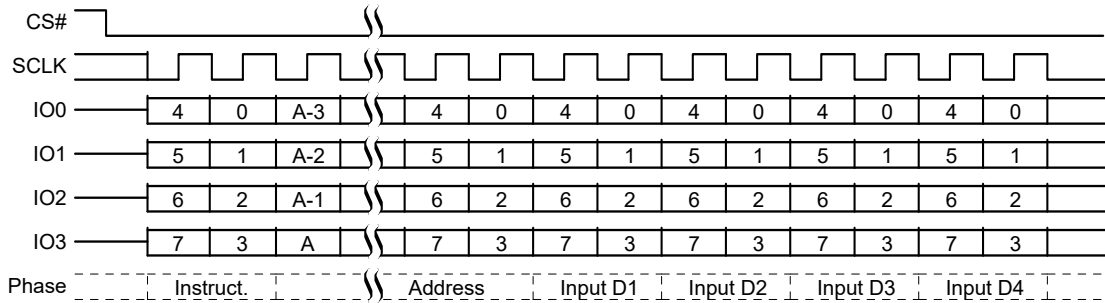 CS#
SCLK
IO0 4 0 A-3 4 0 4 0 4 0 4 0 4 0
IO1 5 1 A-2 5 1 5 1 5 1 5 1 5 1
IO2 6 2 A-1 6 2 6 2 6 2 6 2 6 2
IO3 7 3 A 7 3 7 3 7 3 7 3 7 3
Phase Instruct. Address Input D1 Input D2 Input D3 Input D4